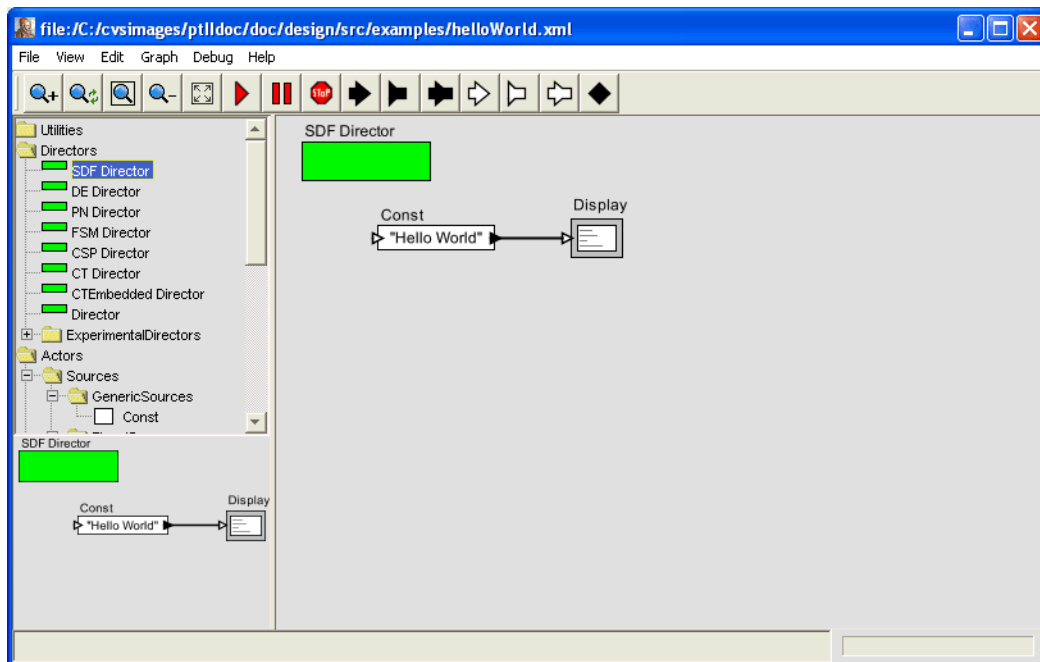 file:/C:/cvsimages/ptIIdoc/doc/design/src/examples/helloWorld.xml
File View Edit Graph Debug Help
STOP
Utilities
Directors
SDF Director
DE Director
PN Director
FSM Director
CSP Director
CT Director
CTEmbedded Director
Director
ExperimentalDirectors
Actors
Sources
GenericSources
Const
SDF Director
Const
Display
"Hello World"
SDF Director
Const
Display
"Hello World"